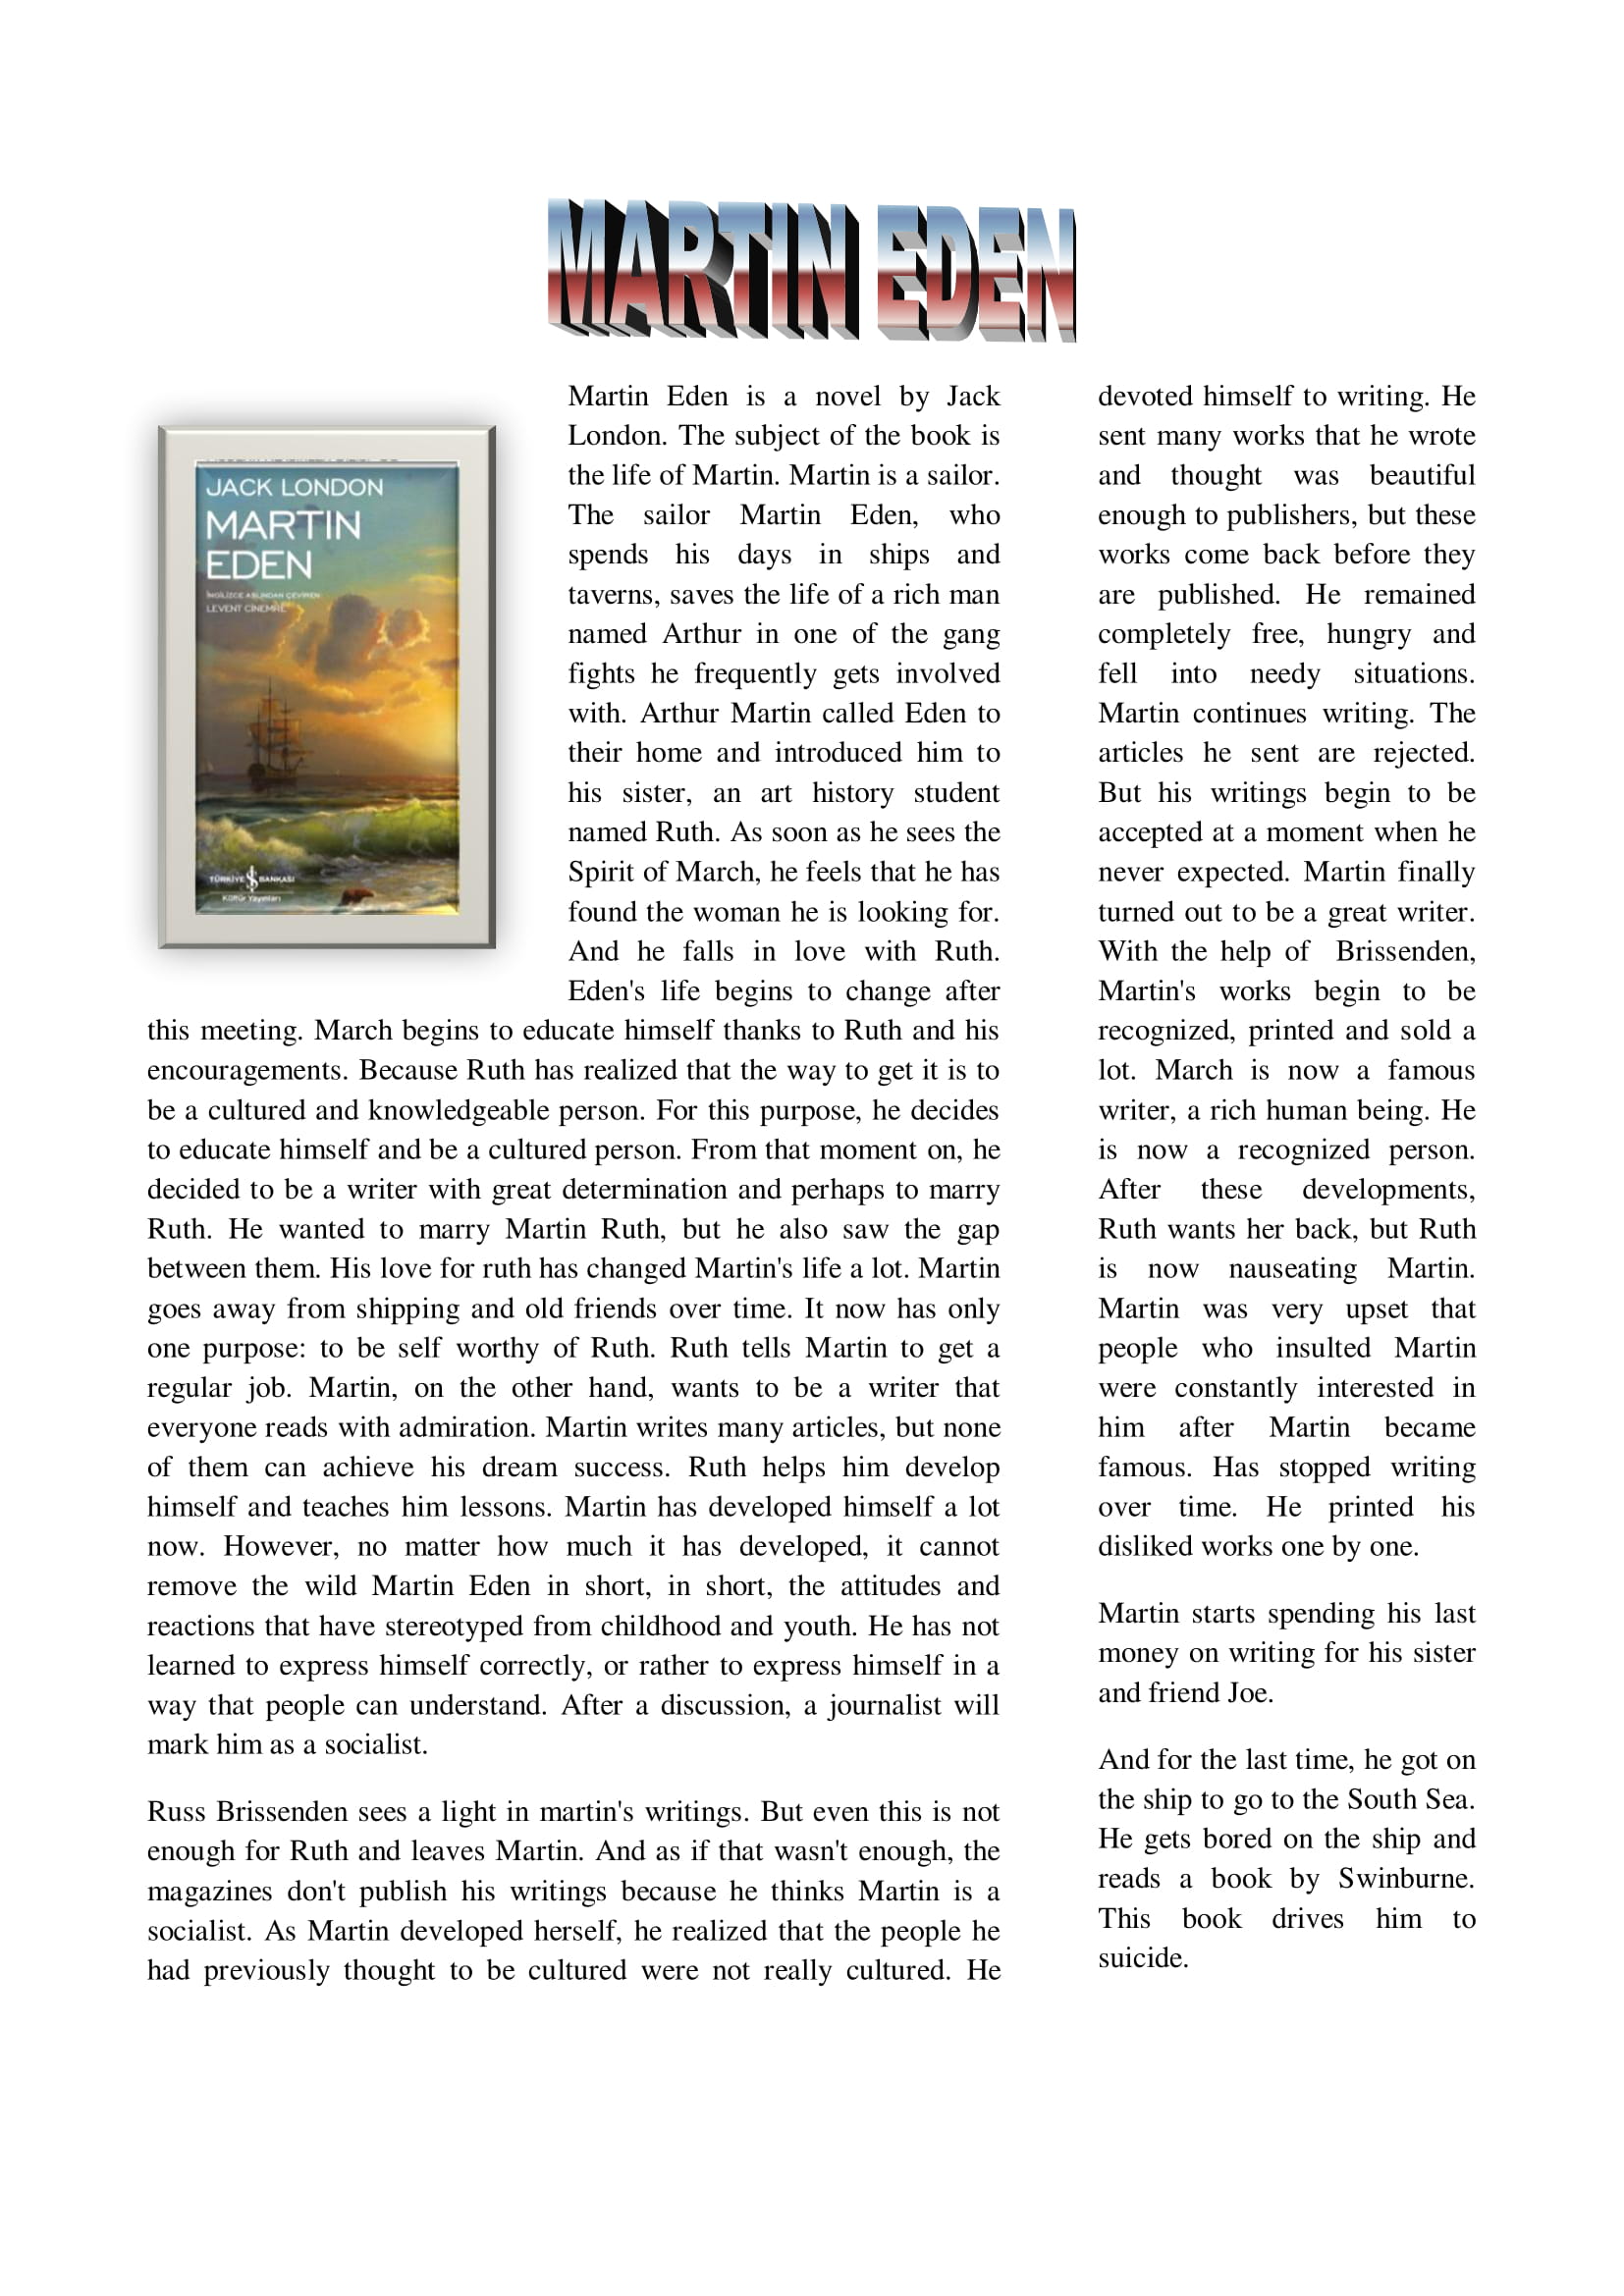 MARTIN EDEN
JACK LONDON
MARTIN
EDEN
İNGİLİZCE ASLINDAN ÇEVİREN
LEVENT CİNEMRE
TÜRKİYE BANKASI
Kültür Yayınları
Martin Eden is a novel by Jack
London. The subject of the book is
the life of Martin. Martin is a sailor.
The sailor Martin Eden, who
spends his days in ships and
taverns, saves the life of a rich man
named Arthur in one of the gang
fights he frequently gets involved
with. Arthur Martin called Eden to
their home and introduced him to
his sister, an art history student
named Ruth. As soon as he sees the
Spirit of March, he feels that he has
found the woman he is looking for.
And he falls in love with Ruth.
Eden's life begins to change after
this meeting. March begins to educate himself thanks to Ruth and his
encouragements. Because Ruth has realized that the way to get it is to
be a cultured and knowledgeable person. For this purpose, he decides
to educate himself and be a cultured person. From that moment on, he
decided to be a writer with great determination and perhaps to marry
Ruth. He wanted to marry Martin Ruth, but he also saw the gap
between them. His love for ruth has changed Martin's life a lot. Martin
goes away from shipping and old friends over time. It now has only
one purpose: to be self worthy of Ruth. Ruth tells Martin to get a
regular job. Martin, on the other hand, wants to be a writer that
everyone reads with admiration. Martin writes many articles, but none
of them can achieve his dream success. Ruth helps him develop
himself and teaches him lessons. Martin has developed himself a lot
now. However, no matter how much it has developed, it cannot
remove the wild Martin Eden in short, in short, the attitudes and
reactions that have stereotyped from childhood and youth. He has not
learned to express himself correctly, or rather to express himself in a
way that people can understand. After a discussion, a journalist will
mark him as a socialist.
Russ Brissenden sees a light in martin's writings. But even this is not
enough for Ruth and leaves Martin. And as if that wasn't enough, the
magazines don't publish his writings because he thinks Martin is a
socialist. As Martin developed herself, he realized that the people he
had previously thought to be cultured were not really cultured. He
devoted himself to writing. He
sent many works that he wrote
and thought was beautiful
enough to publishers, but these
works come back before they
are published. He remained
completely free, hungry and
fell into needy situations.
Martin continues writing. The
articles he sent are rejected.
But his writings begin to be
accepted at a moment when he
never expected. Martin finally
turned out to be a great writer.
With the help of Brissenden,
Martin's works begin to be
recognized, printed and sold a
lot. March is now a famous
writer, a rich human being. He
is now a recognized person.
After these developments,
Ruth wants her back, but Ruth
is now nauseating Martin.
Martin was very upset that
people who insulted Martin
were constantly interested in
him after Martin became
famous. Has stopped writing
over time. He printed his
disliked works one by one.
Martin starts spending his last
money on writing for his sister
and friend Joe.
And for the last time, he got on
the ship to go to the South Sea.
He gets bored on the ship and
reads a book by Swinburne.
This book drives him to
suicide.